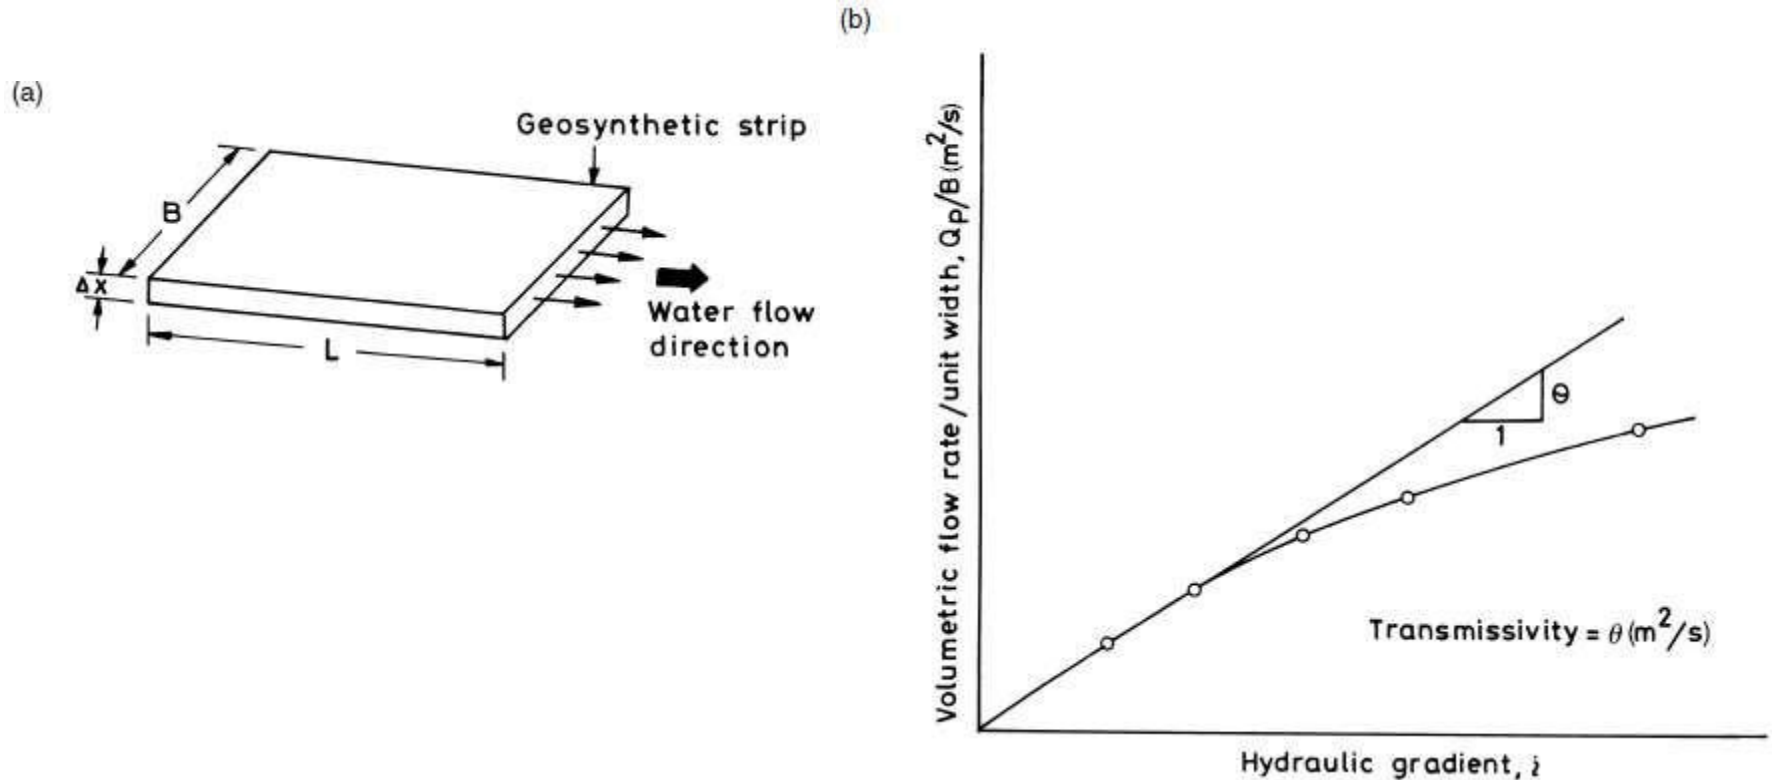 (a)
Geosynthetic strip
B
Δx
L
Water flow
direction
(b)
Volumetric flow rate/unit width, Qp/B(m²/s)
θ
1
Transmissivity = θ(m²/s)
Hydraulic gradient, i